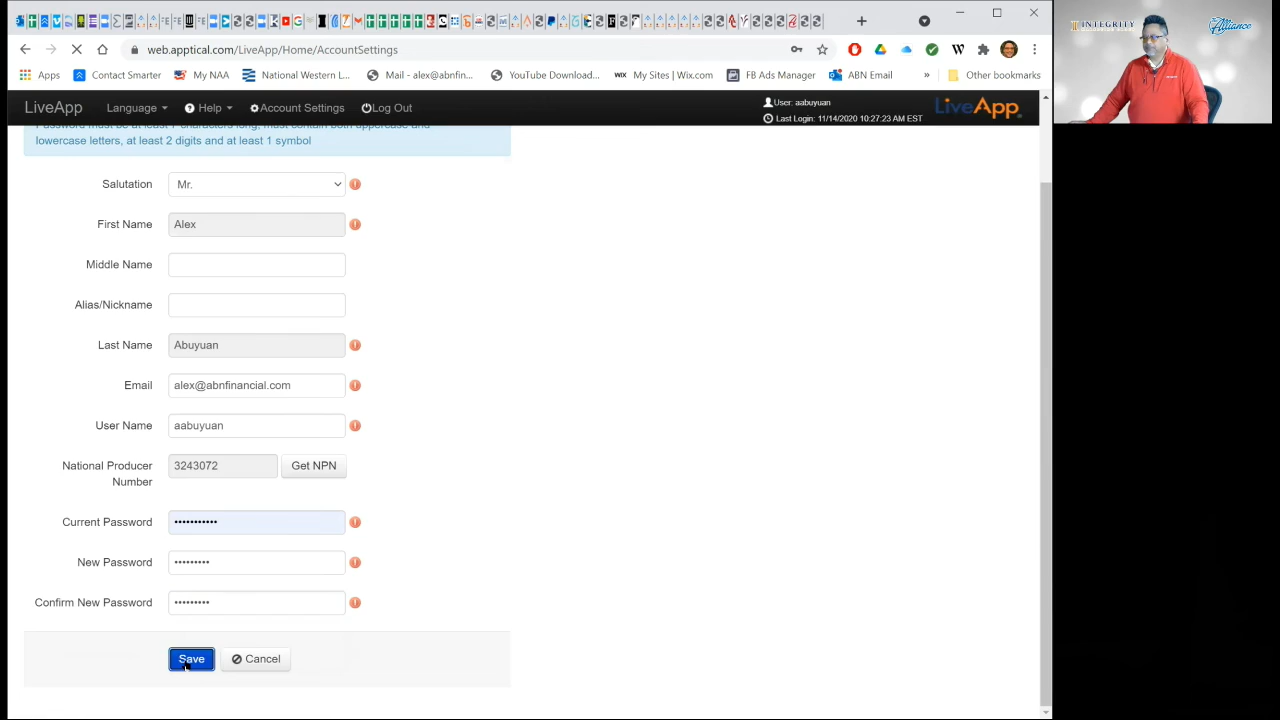 web.apptical.com/LiveApp/Home/AccountSettings
Apps Contact Smarter My NAA National Western L... Mail - alex@abnfin... YouTube Download... WIX My Sites | Wix.com FB Ads Manager ABN Email » Other bookmarks
LiveApp Language Help Account Settings Log Out User: aabuyuan LiveApp
Last Login: 11/14/2020 10:27:23 AM EST
lowercase letters, at least 2 digits and at least 1 symbol
Salutation Mr.
First Name Alex
Middle Name
Alias/Nickname
Last Name Abuyuan
Email alex@abnfinancial.com
User Name aabuyuan
National Producer Number 3243072 Get NPN
Current Password •••••••••••
New Password •••••••••
Confirm New Password •••••••••
Save Cancel
INTEGRITY
Alliance